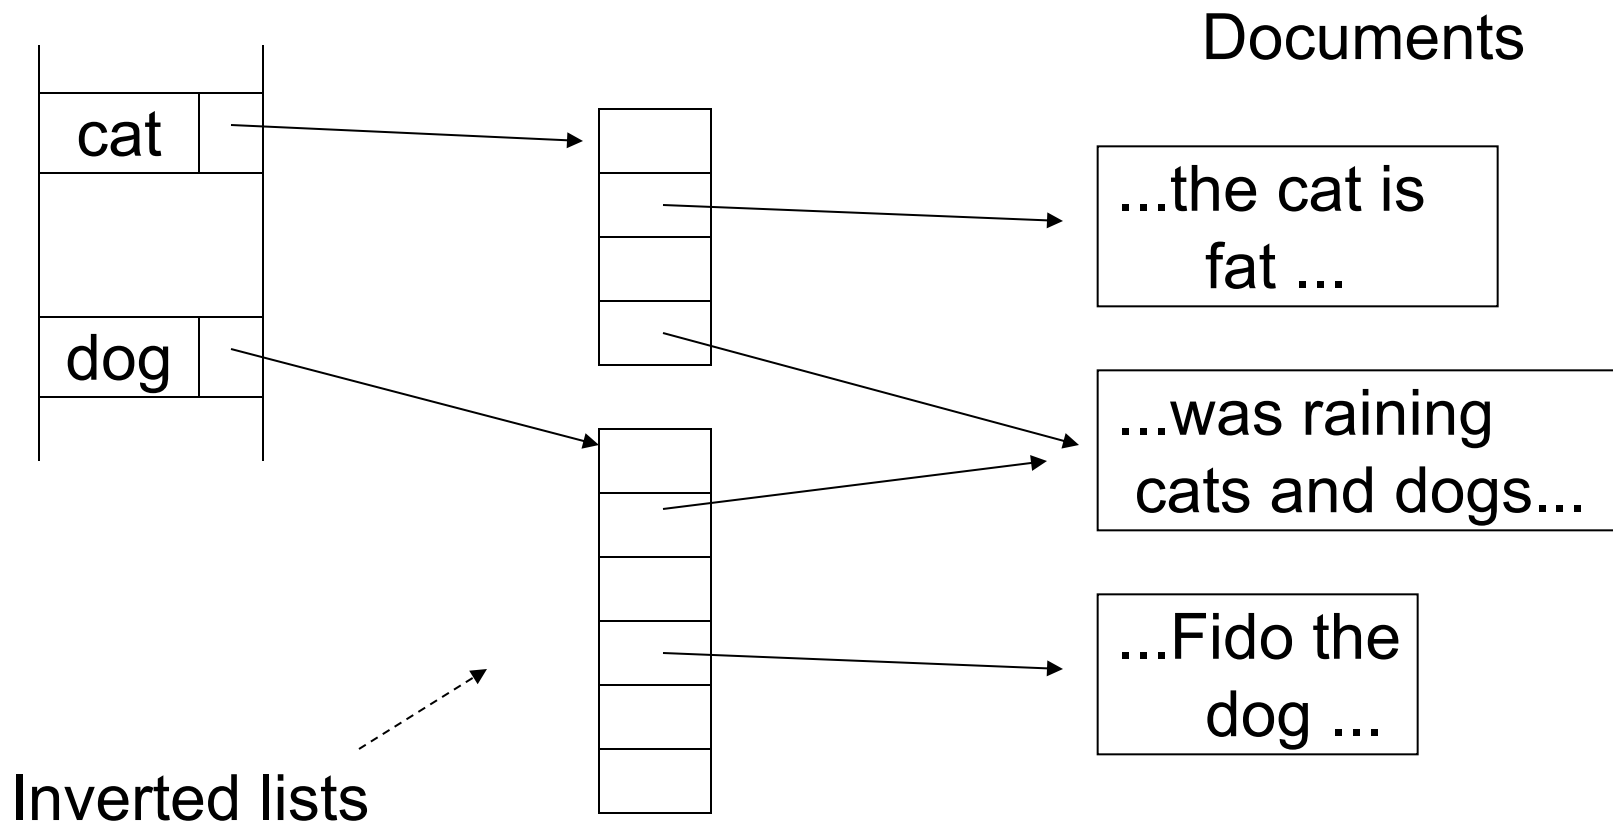 Documents
cat
...the cat is
fat ...
dog
...was raining
cats and dogs...
...Fido the
dog ...
Inverted lists